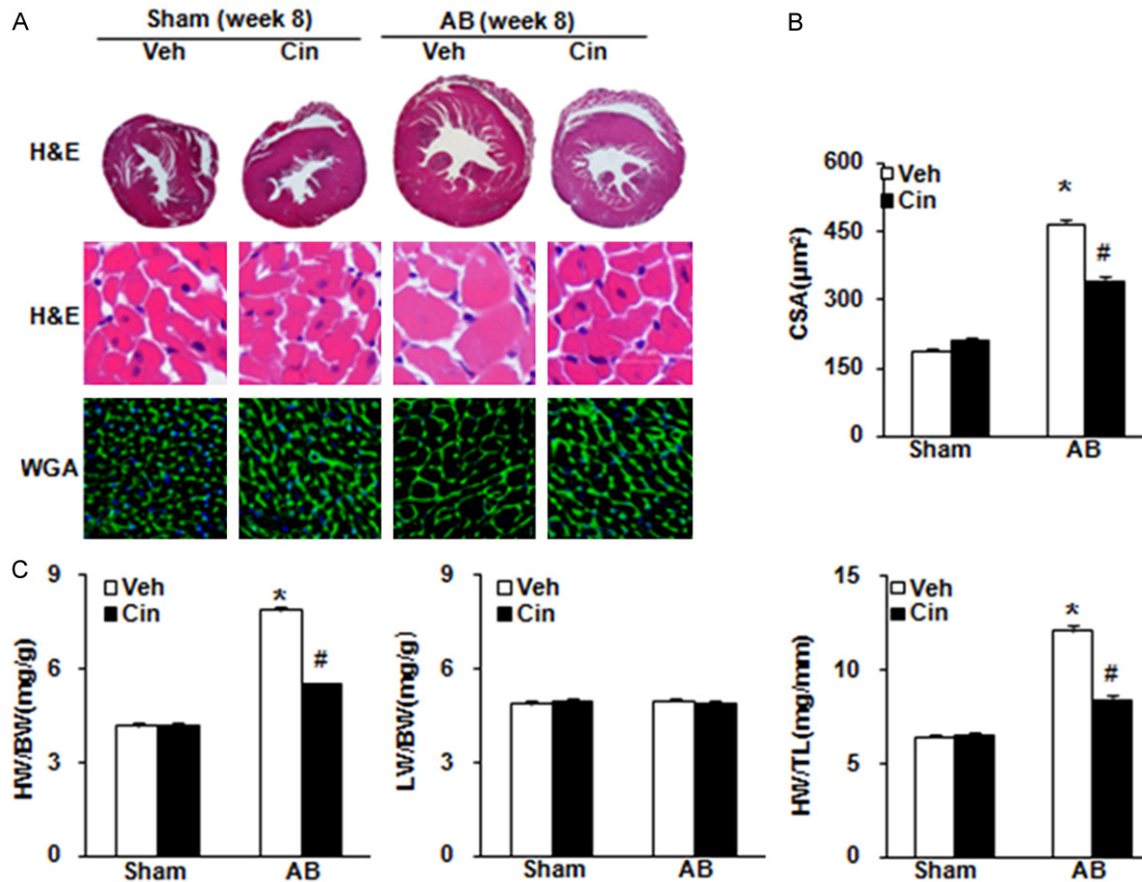 A
Sham (week 8) AB (week 8)
Veh Cin Veh Cin
H&E
H&E
WGA
B
600
450
300
150
0
CSA(μm²)
Veh
Cin
*
#
Sham AB
C
9
6
3
0
HW/BW(mg/g)
Veh
Cin
*
#
Sham AB
9
6
3
0
LW/BW(mg/g)
Veh
Cin
Sham AB
15
10
5
0
HW/TL(mg/mm)
Veh
Cin
*
#
Sham AB